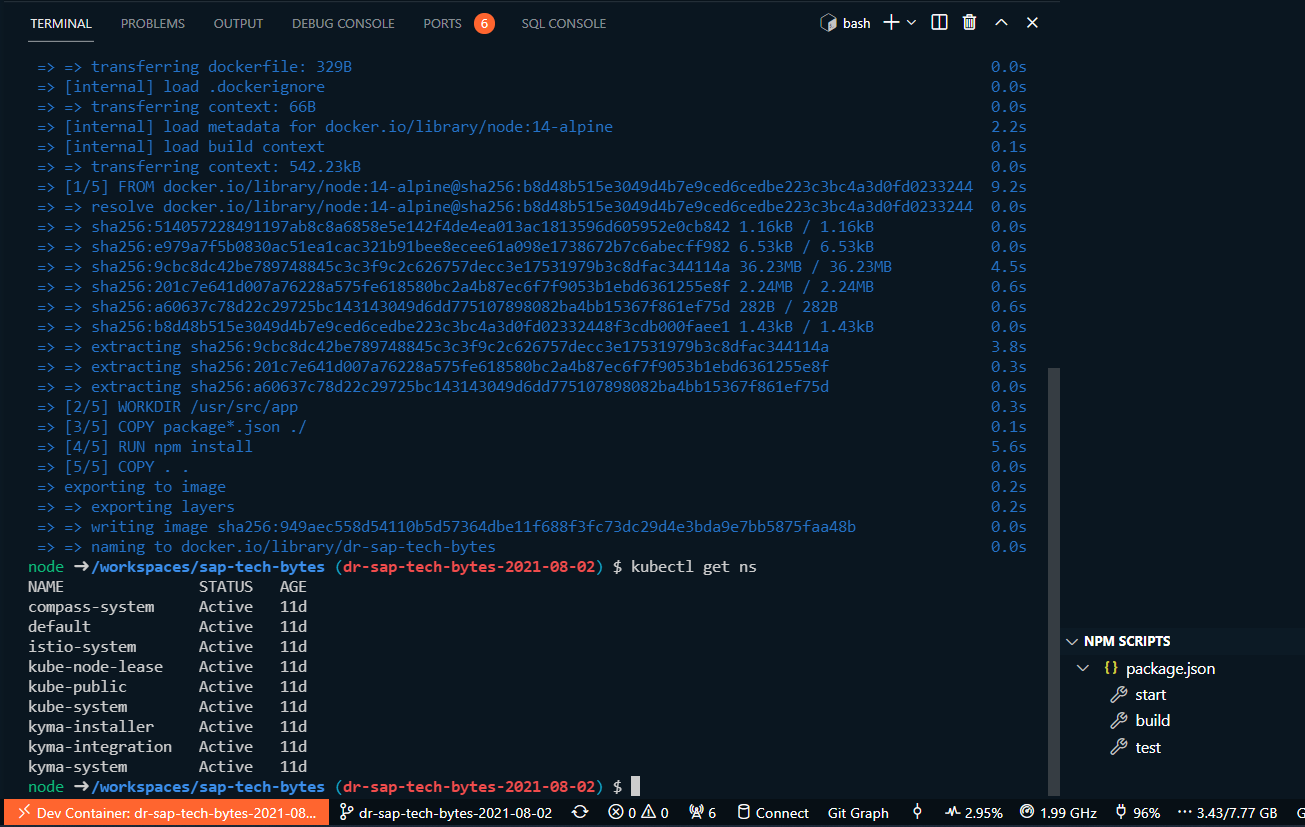 TERMINAL PROBLEMS OUTPUT DEBUG CONSOLE PORTS 6 SQL CONSOLE bash
=> => transferring dockerfile: 329B 0.0s
=> [internal] load .dockerignore 0.0s
=> => transferring context: 66B 0.0s
=> [internal] load metadata for docker.io/library/node:14-alpine 2.2s
=> [internal] load build context 0.1s
=> => transferring context: 542.23kB 0.0s
=> [1/5] FROM docker.io/library/node:14-alpine@sha256:b8d48b515e3049d4b7e9ced6cedbe223c3bc4a3d0fd0233244 9.2s
=> => resolve docker.io/library/node:14-alpine@sha256:b8d48b515e3049d4b7e9ced6cedbe223c3bc4a3d0fd0233244 0.0s
=> => sha256:514057228491197ab8c8a6858e5e142f4de4ea013ac1813596d605952e0cb842 1.16kB / 1.16kB 0.0s
=> => sha256:e979a7f5b0830ac51ea1cac321b91bee8ecee61a098e1738672b7c6abecff982 6.53kB / 6.53kB 0.0s
=> => sha256:9cbc8dc42be789748845c3c3f9c2c626757decc3e17531979b3c8dfac344114a 36.23MB / 36.23MB 4.5s
=> => sha256:201c7e641d007a76228a575fe618580bc2a4b87ec6f7f9053b1ebd6361255e8f 2.24MB / 2.24MB 0.6s
=> => sha256:a60637c78d22c29725bc143143049d6dd775107898082ba4bb15367f861ef75d 282B / 282B 0.6s
=> => sha256:b8d48b515e3049d4b7e9ced6cedbe223c3bc4a3d0fd02332448f3cdb000faee1 1.43kB / 1.43kB 0.0s
=> => extracting sha256:9cbc8dc42be789748845c3c3f9c2c626757decc3e17531979b3c8dfac344114a 3.8s
=> => extracting sha256:201c7e641d007a76228a575fe618580bc2a4b87ec6f7f9053b1ebd6361255e8f 0.3s
=> => extracting sha256:a60637c78d22c29725bc143143049d6dd775107898082ba4bb15367f861ef75d 0.0s
=> [2/5] WORKDIR /usr/src/app 0.3s
=> [3/5] COPY package*.json ./ 0.1s
=> [4/5] RUN npm install 5.6s
=> [5/5] COPY . . 0.0s
=> exporting to image 0.2s
=> => exporting layers 0.2s
=> => writing image sha256:949aec558d54110b5d57364dbe11f688f3fc73dc29d4e3bda9e7bb5875faa48b 0.0s
=> => naming to docker.io/library/dr-sap-tech-bytes 0.0s
node ➜ /workspaces/sap-tech-bytes (dr-sap-tech-bytes-2021-08-02) $ kubectl get ns
NAME STATUS AGE
compass-system Active 11d
default Active 11d
istio-system Active 11d
kube-node-lease Active 11d
kube-public Active 11d
kube-system Active 11d
kyma-installer Active 11d
kyma-integration Active 11d
kyma-system Active 11d
node ➜ /workspaces/sap-tech-bytes (dr-sap-tech-bytes-2021-08-02) $
NPM SCRIPTS
{} package.json
start
build
test
Dev Container: dr-sap-tech-bytes-2021-08... dr-sap-tech-bytes-2021-08-02 0 0 6 Connect Git Graph 2.95% 1.99 GHz 96% 3.43/7.77 GB